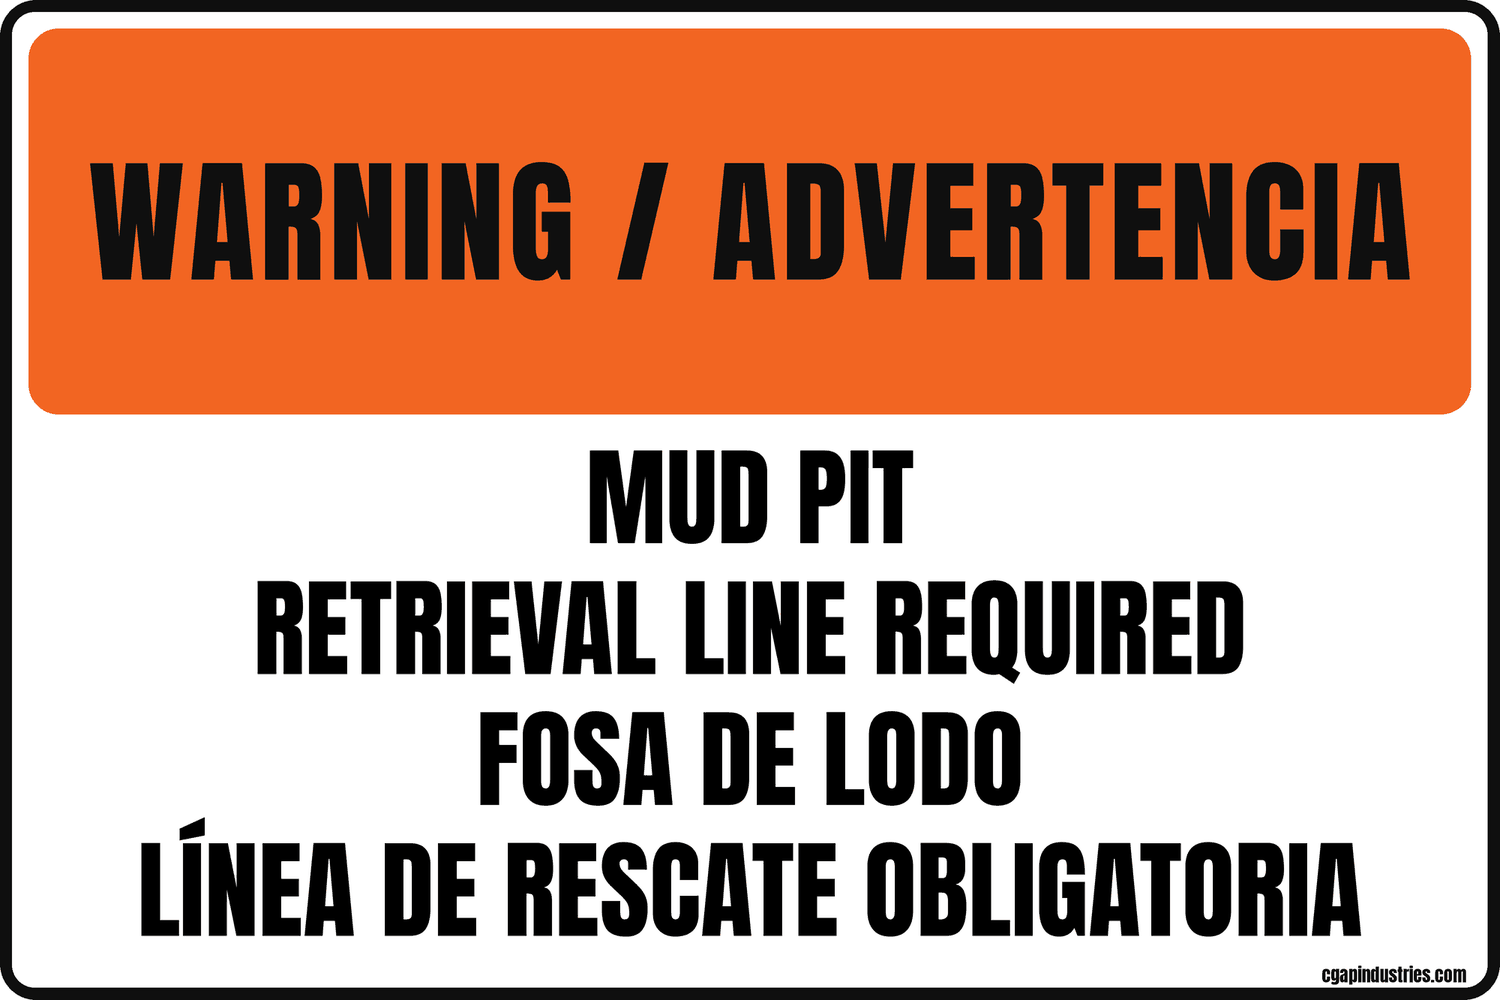 WARNING / ADVERTENCIA
MUD PIT
RETRIEVAL LINE REQUIRED
FOSA DE LODO
LÍNEA DE RESCATE OBLIGATORIA
cgapindustries.com